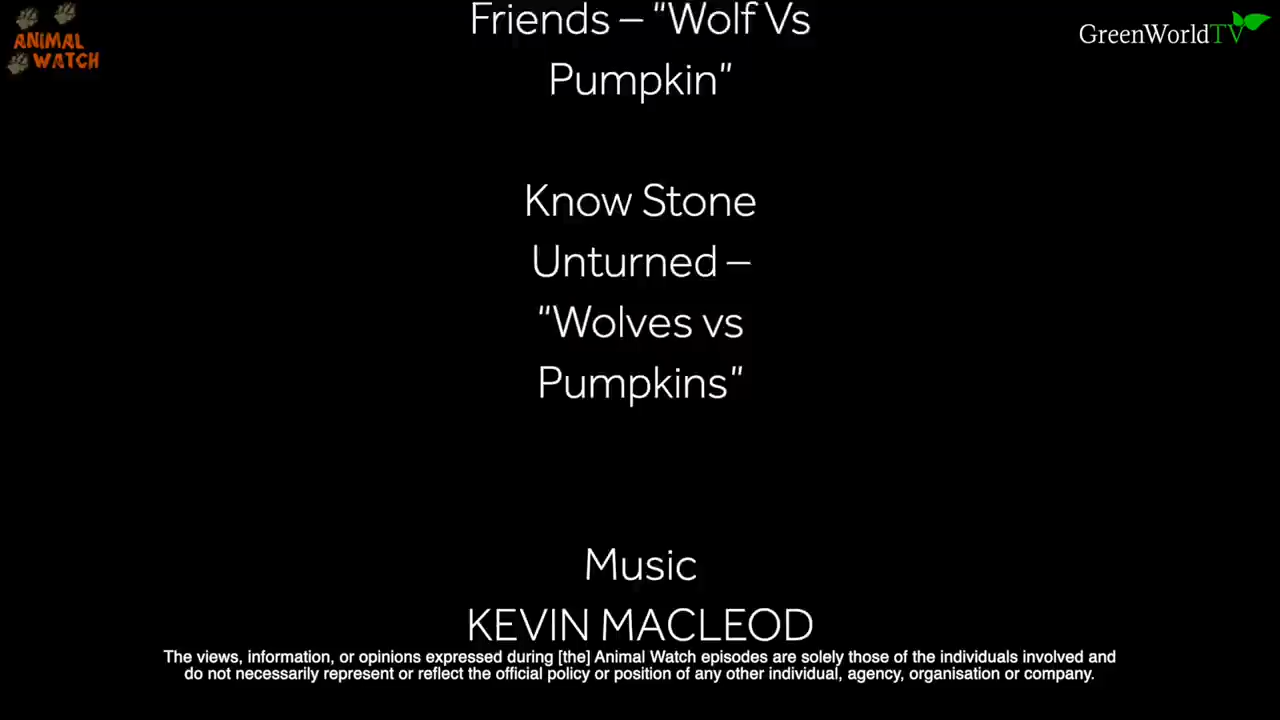 ANIMAL
WATCH
GreenWorldTV
Friends – "Wolf Vs
Pumpkin"
Know Stone
Unturned –
"Wolves vs
Pumpkins"
Music
KEVIN MACLEOD
The views, information, or opinions expressed during [the] Animal Watch episodes are solely those of the individuals involved and
do not necessarily represent or reflect the official policy or position of any other individual, agency, organisation or company.